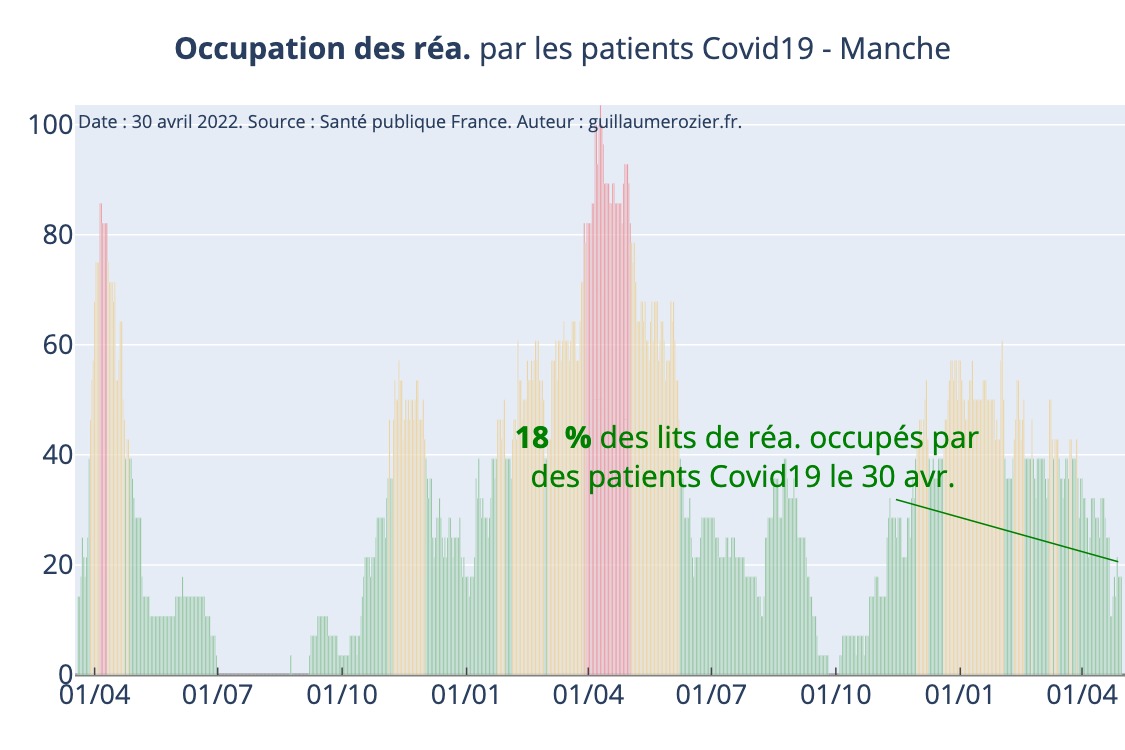 Occupation des réa. par les patients Covid19 - Manche
100
Date : 30 avril 2022. Source : Santé publique France. Auteur : guillaumerozier.fr.
80
60
18 % des lits de réa. occupés par
des patients Covid19 le 30 avr.
40
20
0
01/04 01/07 01/10 01/01 01/04 01/07 01/10 01/01 01/04